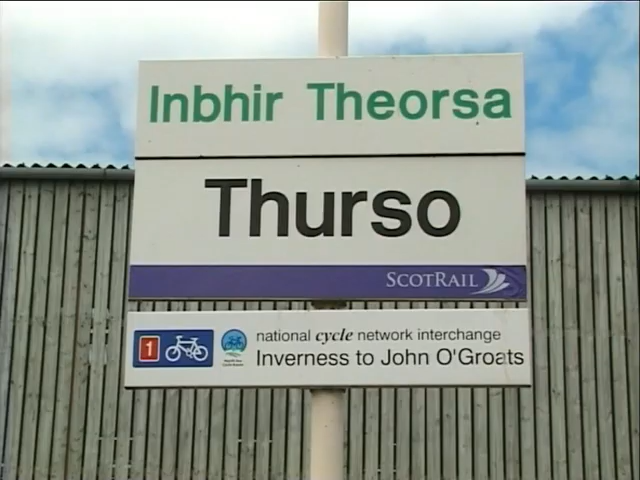 Inbhir Theorsa
Thurso
SCOTRAIL
national cycle network interchange
1
Inverness to John O'Groats